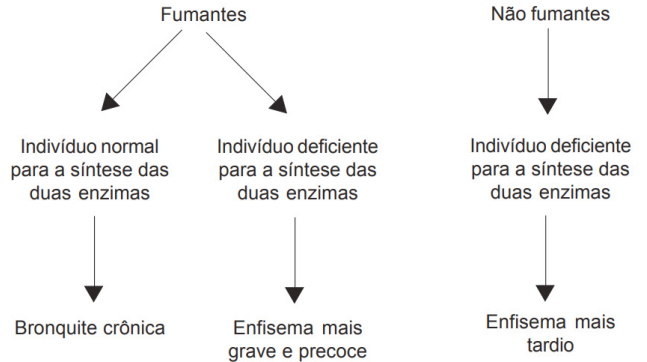 Fumantes
Não fumantes
Indivíduo normal
para a síntese das
duas enzimas
Indivíduo deficiente
para a síntese das
duas enzimas
Indivíduo deficiente
para a síntese das
duas enzimas
Bronquite crônica
Enfisema mais
grave e precoce
Enfisema mais
tardio